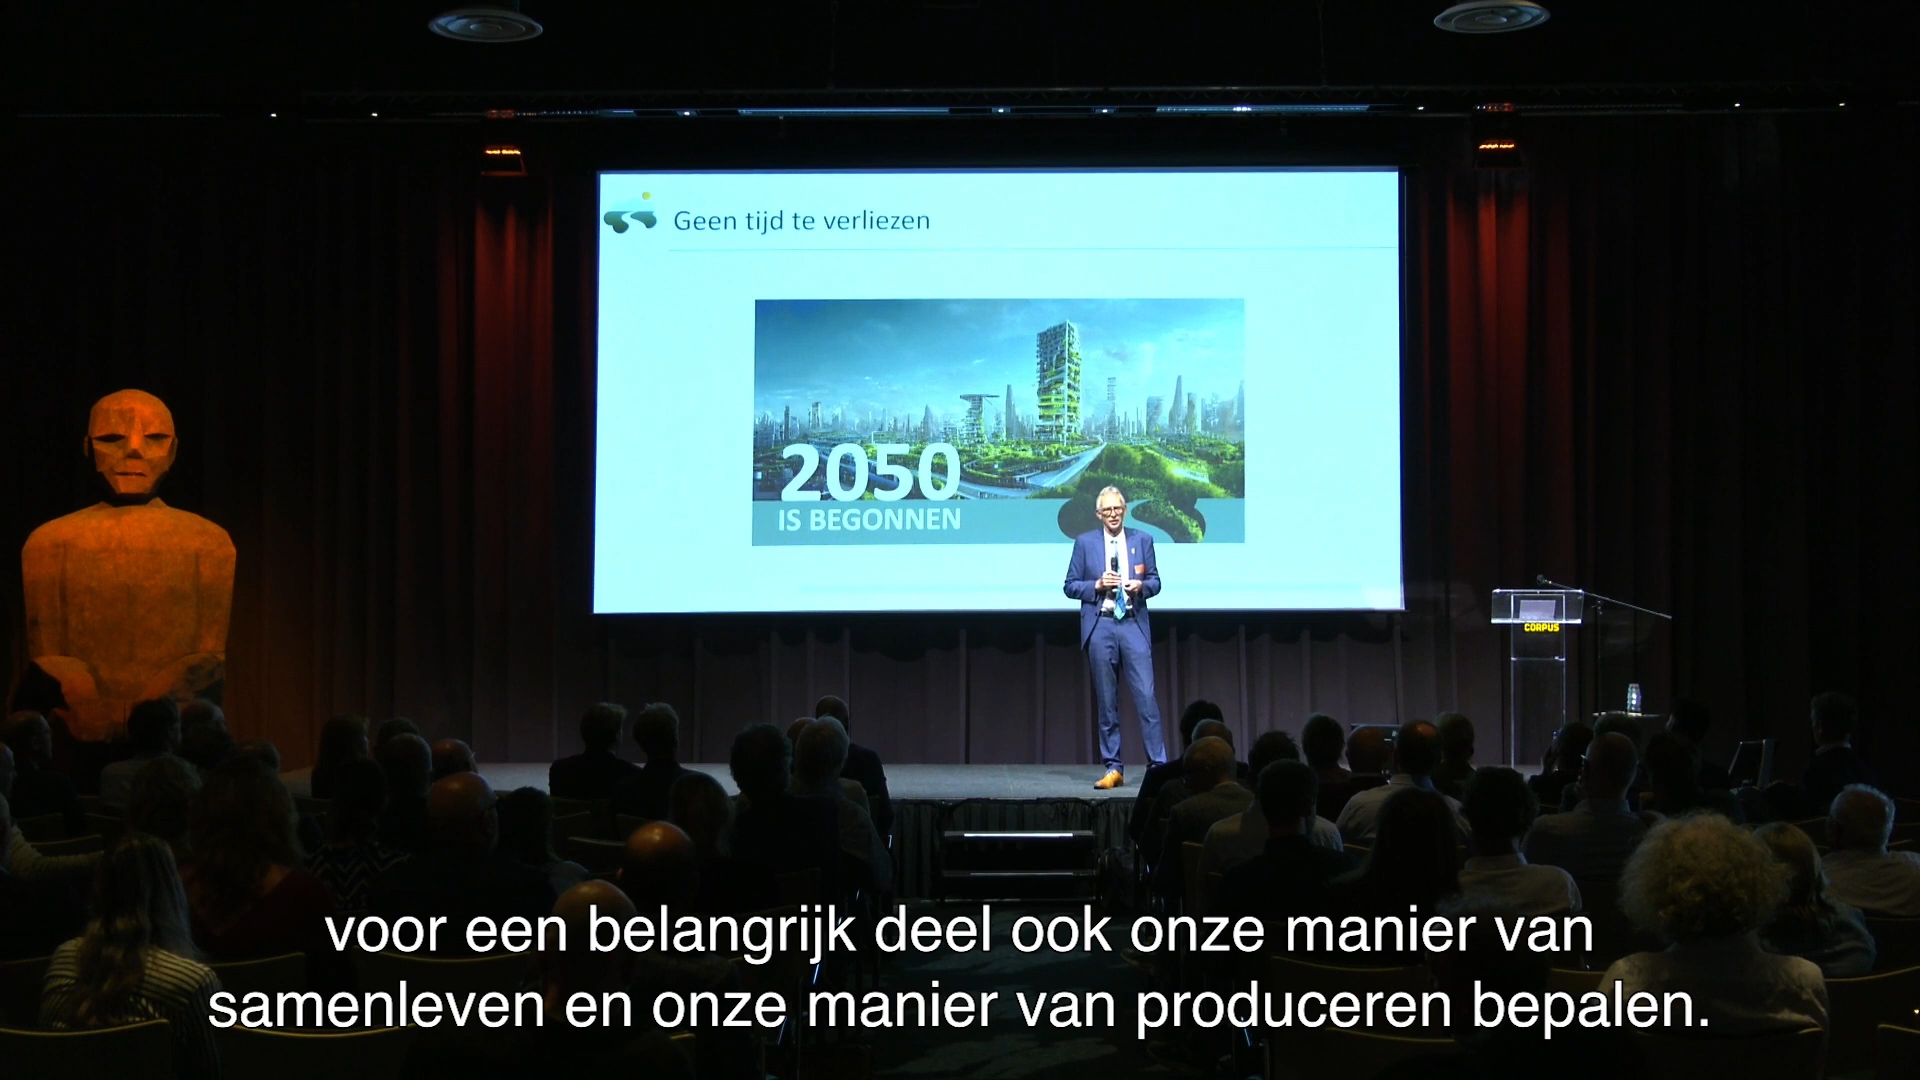 Geen tijd te verliezen
2050
IS BEGONNEN
CORPUS
voor een belangrijk deel ook onze manier van
samenleven en onze manier van produceren bepalen.